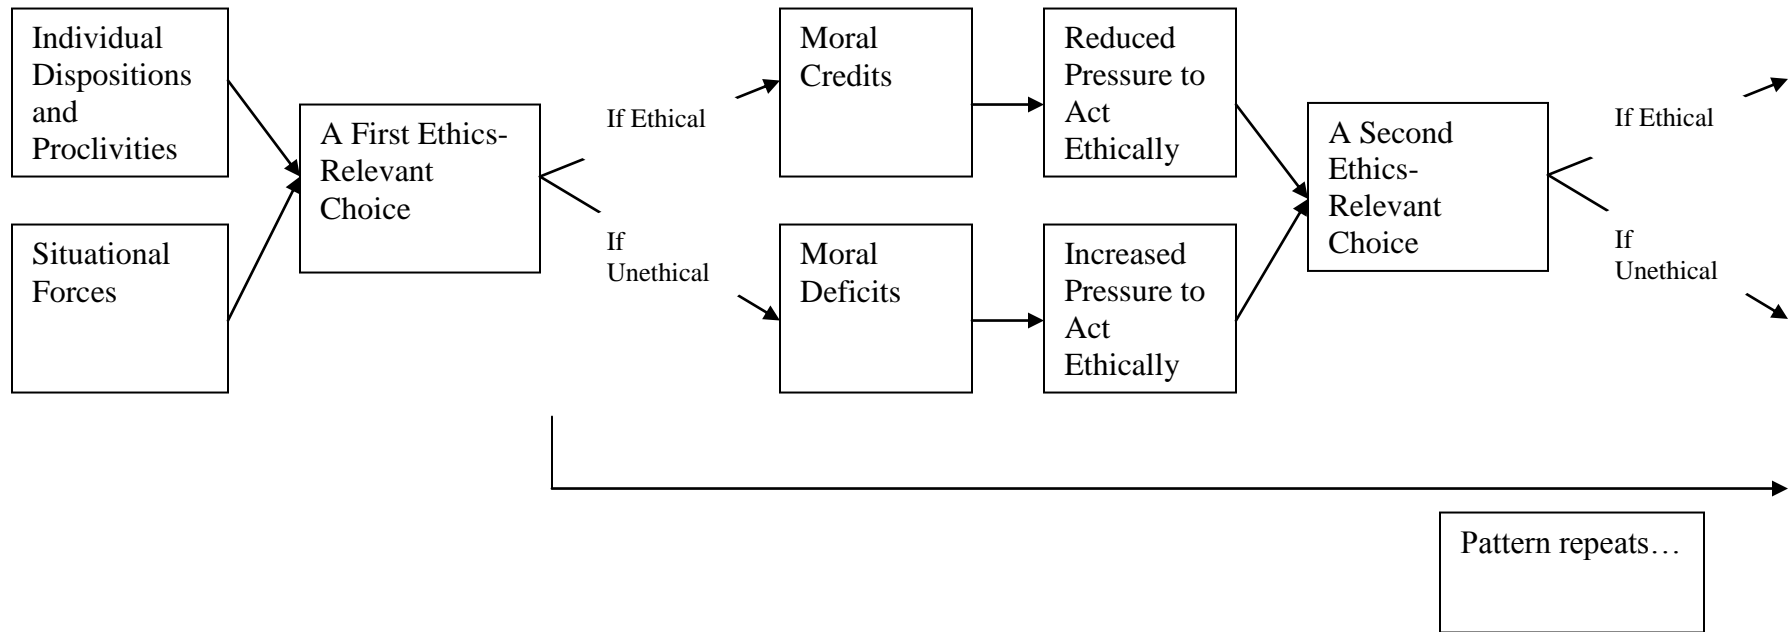 Individual
Dispositions
and
Proclivities
Situational
Forces
A First Ethics-
Relevant
Choice
If Ethical
If
Unethical
Moral
Credits
Moral
Deficits
Reduced
Pressure to
Act
Ethically
Increased
Pressure to
Act
Ethically
A Second
Ethics-
Relevant
Choice
If Ethical
If
Unethical
Pattern repeats…